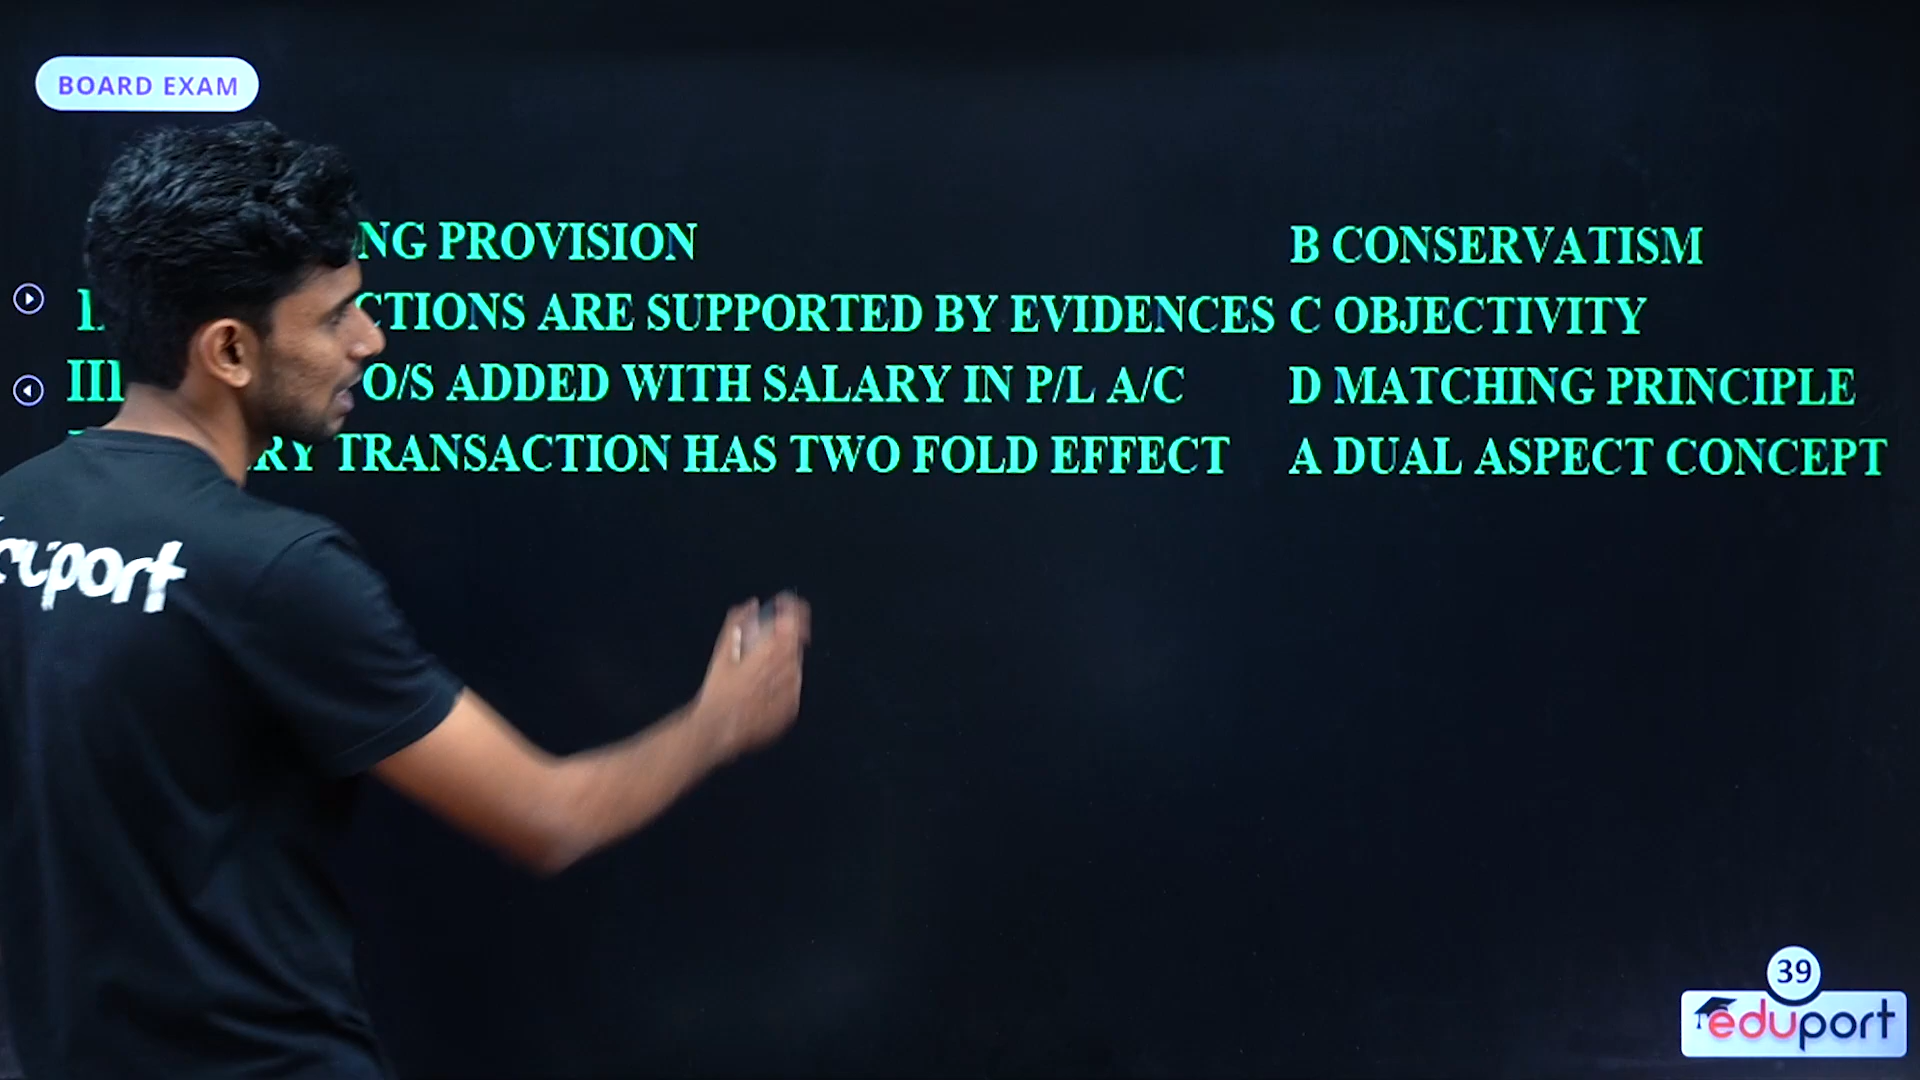 BOARD EXAM
NG PROVISION B CONSERVATISM
CTIONS ARE SUPPORTED BY EVIDENCES C OBJECTIVITY
III O/S ADDED WITH SALARY IN P/L A/C D MATCHING PRINCIPLE
RY TRANSACTION HAS TWO FOLD EFFECT A DUAL ASPECT CONCEPT
port
39
eduport